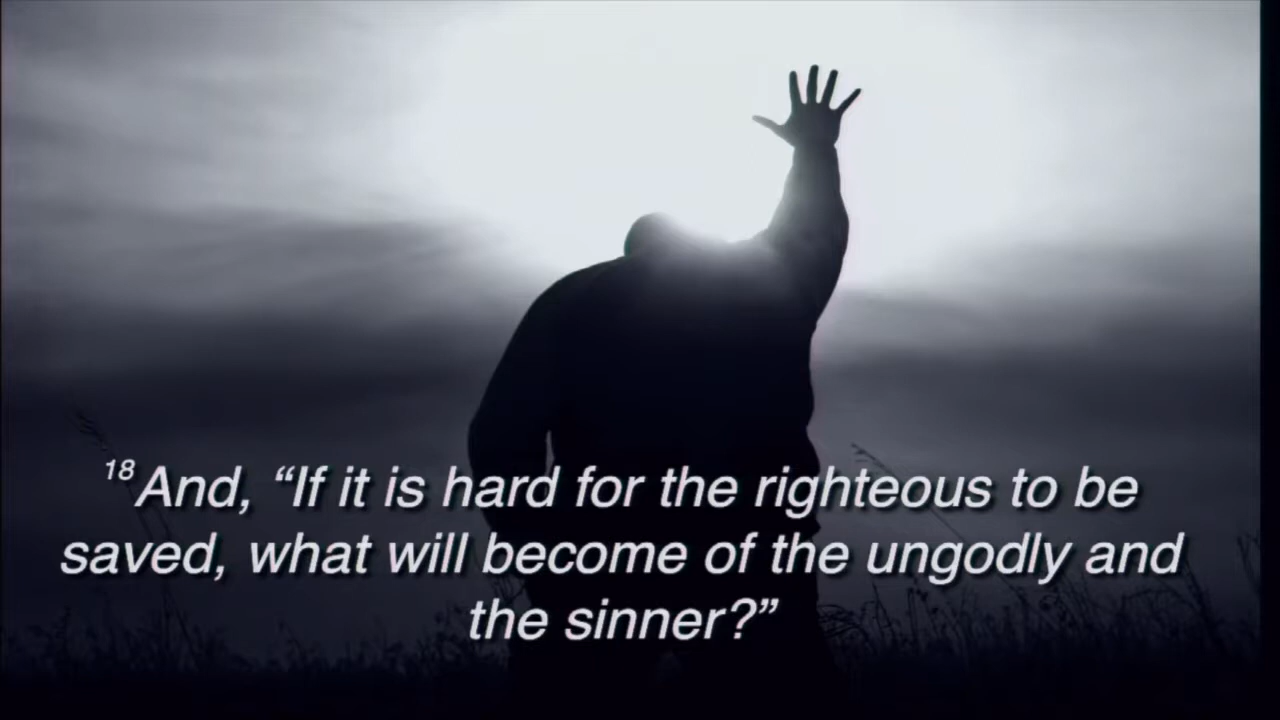 18And, “If it is hard for the righteous to be
saved, what will become of the ungodly and
the sinner?”